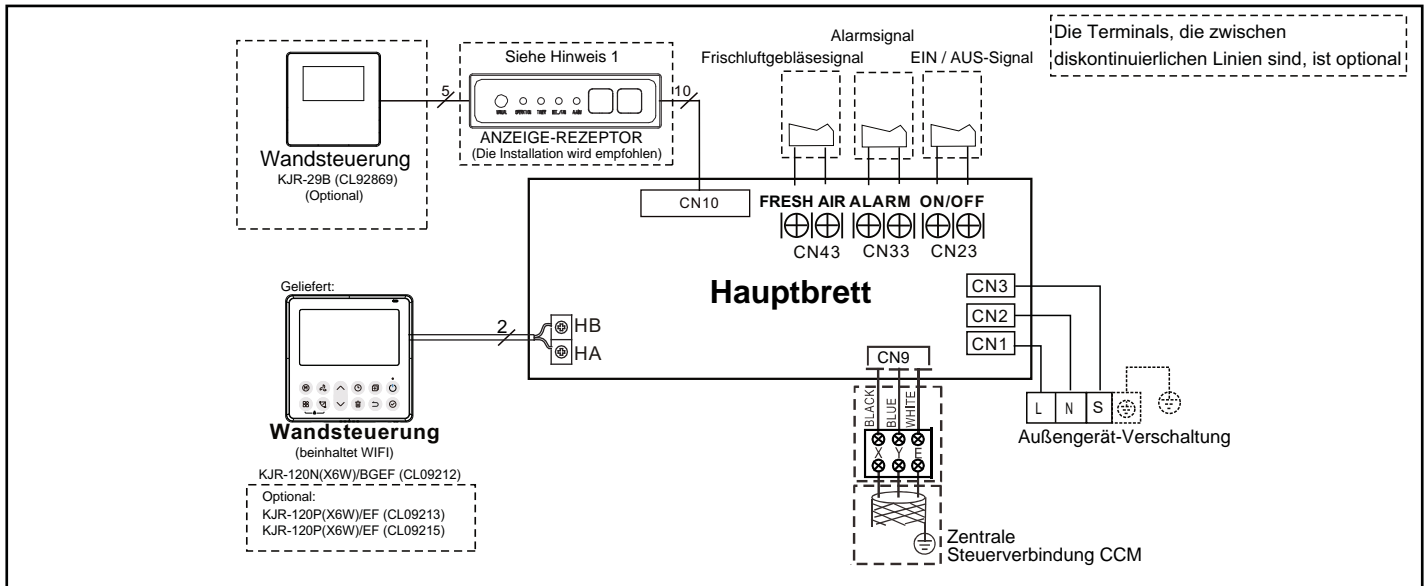 Die Terminals, die zwischen
diskontinuierlichen Linien sind, ist optional
Siehe Hinweis 1
Alarmsignal
Frischluftgebläsesignal
EIN / AUS-Signal
5
10
ANZEIGE-REZEPTOR
(Die Installation wird empfohlen)
Wandsteuerung
KJR-29B (CL92869)
(Optional)
CN10
FRESH AIR ALARM ON/OFF
CN43 CN33 CN23
Hauptbrett
CN3
CN2
CN1
Geliefert:
2
HB
HA
CN9
BLACK
BLUE
WHITE
X Y E
L N S
Außengerät-Verschaltung
Wandsteuerung
(beinhaltet WIFI)
KJR-120N(X6W)/BGEF (CL09212)
Optional:
KJR-120P(X6W)/EF (CL09213)
KJR-120P(X6W)/EF (CL09215)
Zentrale
Steuerverbindung CCM